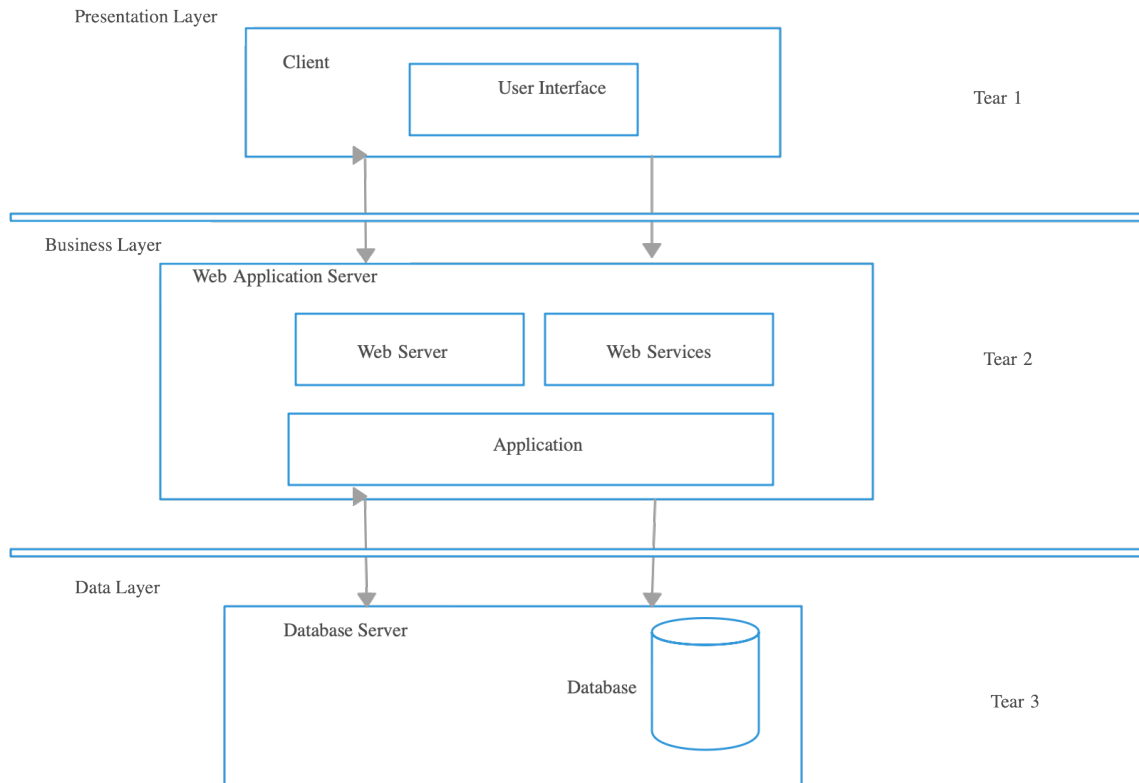 Presentation Layer
Client
User Interface
Tear 1
Business Layer
Web Application Server
Web Server
Web Services
Tear 2
Application
Data Layer
Database Server
Database
Tear 3